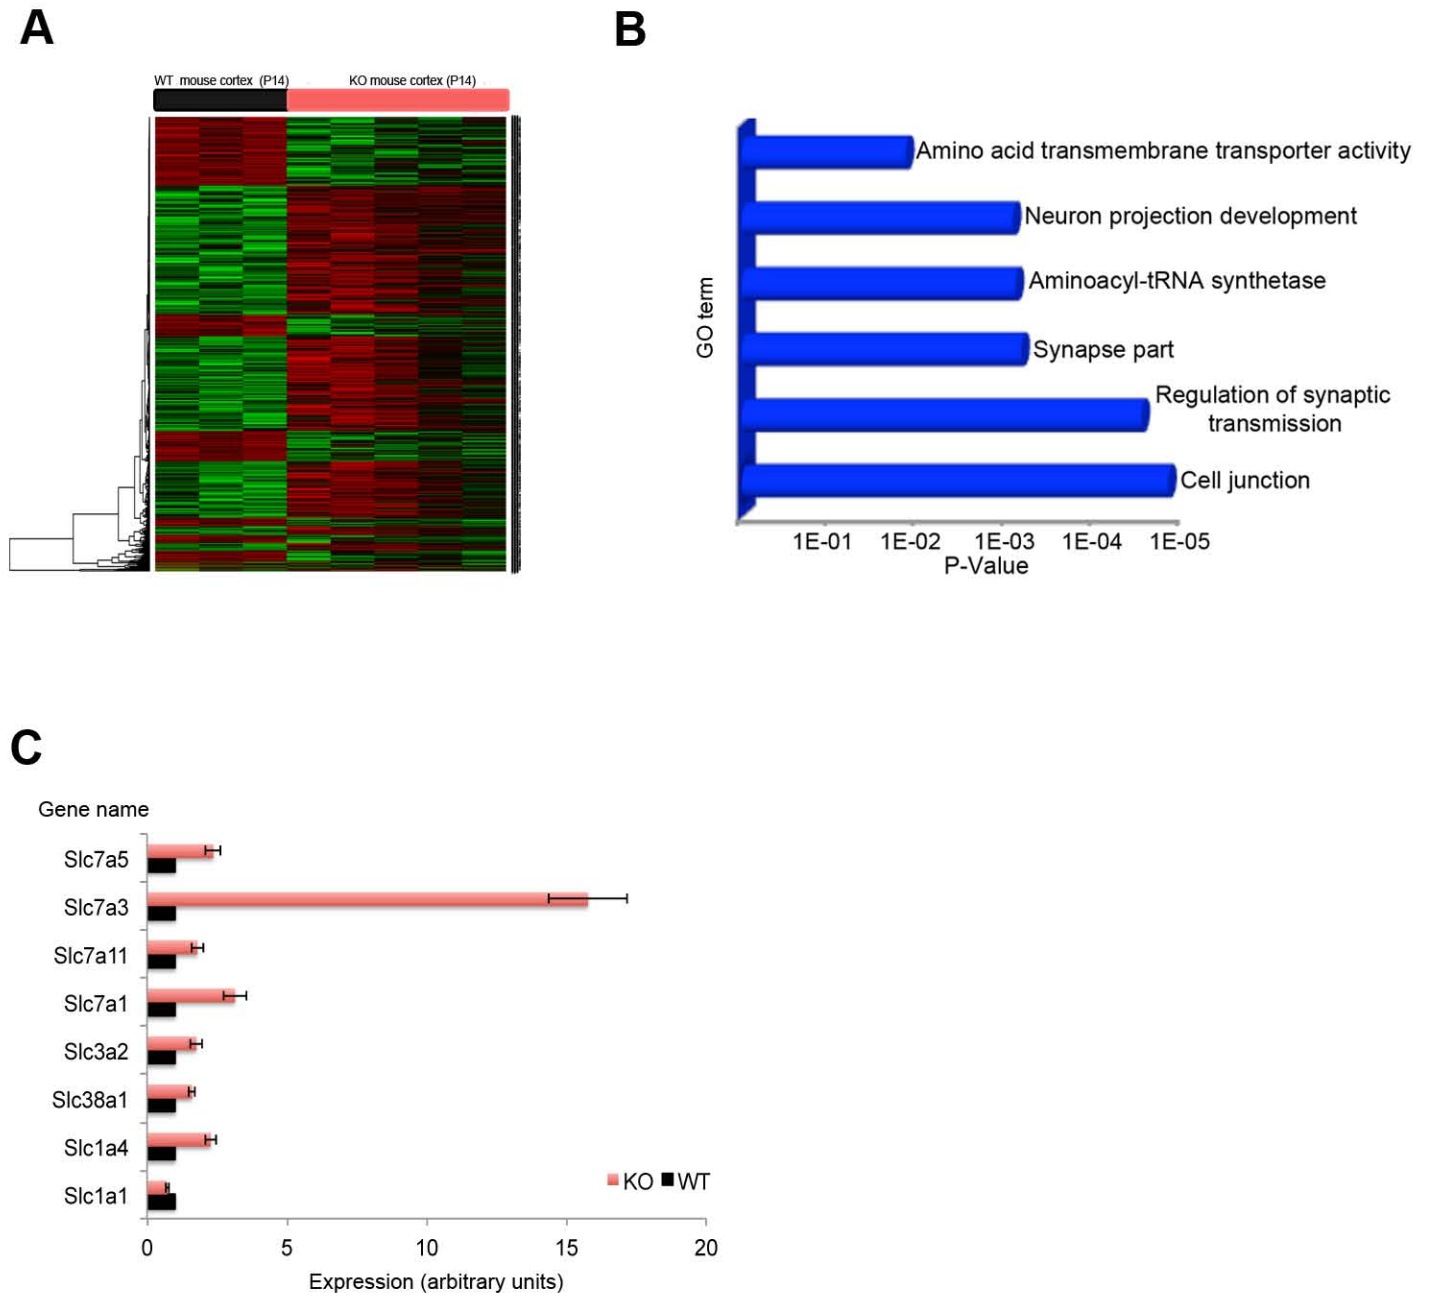 A
WT mouse cortex (P14)
KO mouse cortex (P14)
B
Amino acid transmembrane transporter activity
Neuron projection development
Aminoacyl-tRNA synthetase
Synapse part
Regulation of synaptic
transmission
Cell junction
GO term
1E-01 1E-02 1E-03 1E-04 1E-05
P-Value
C
Gene name
Slc7a5
Slc7a3
Slc7a11
Slc7a1
Slc3a2
Slc38a1
Slc1a4
Slc1a1
KO WT
0 5 10 15 20
Expression (arbitrary units)